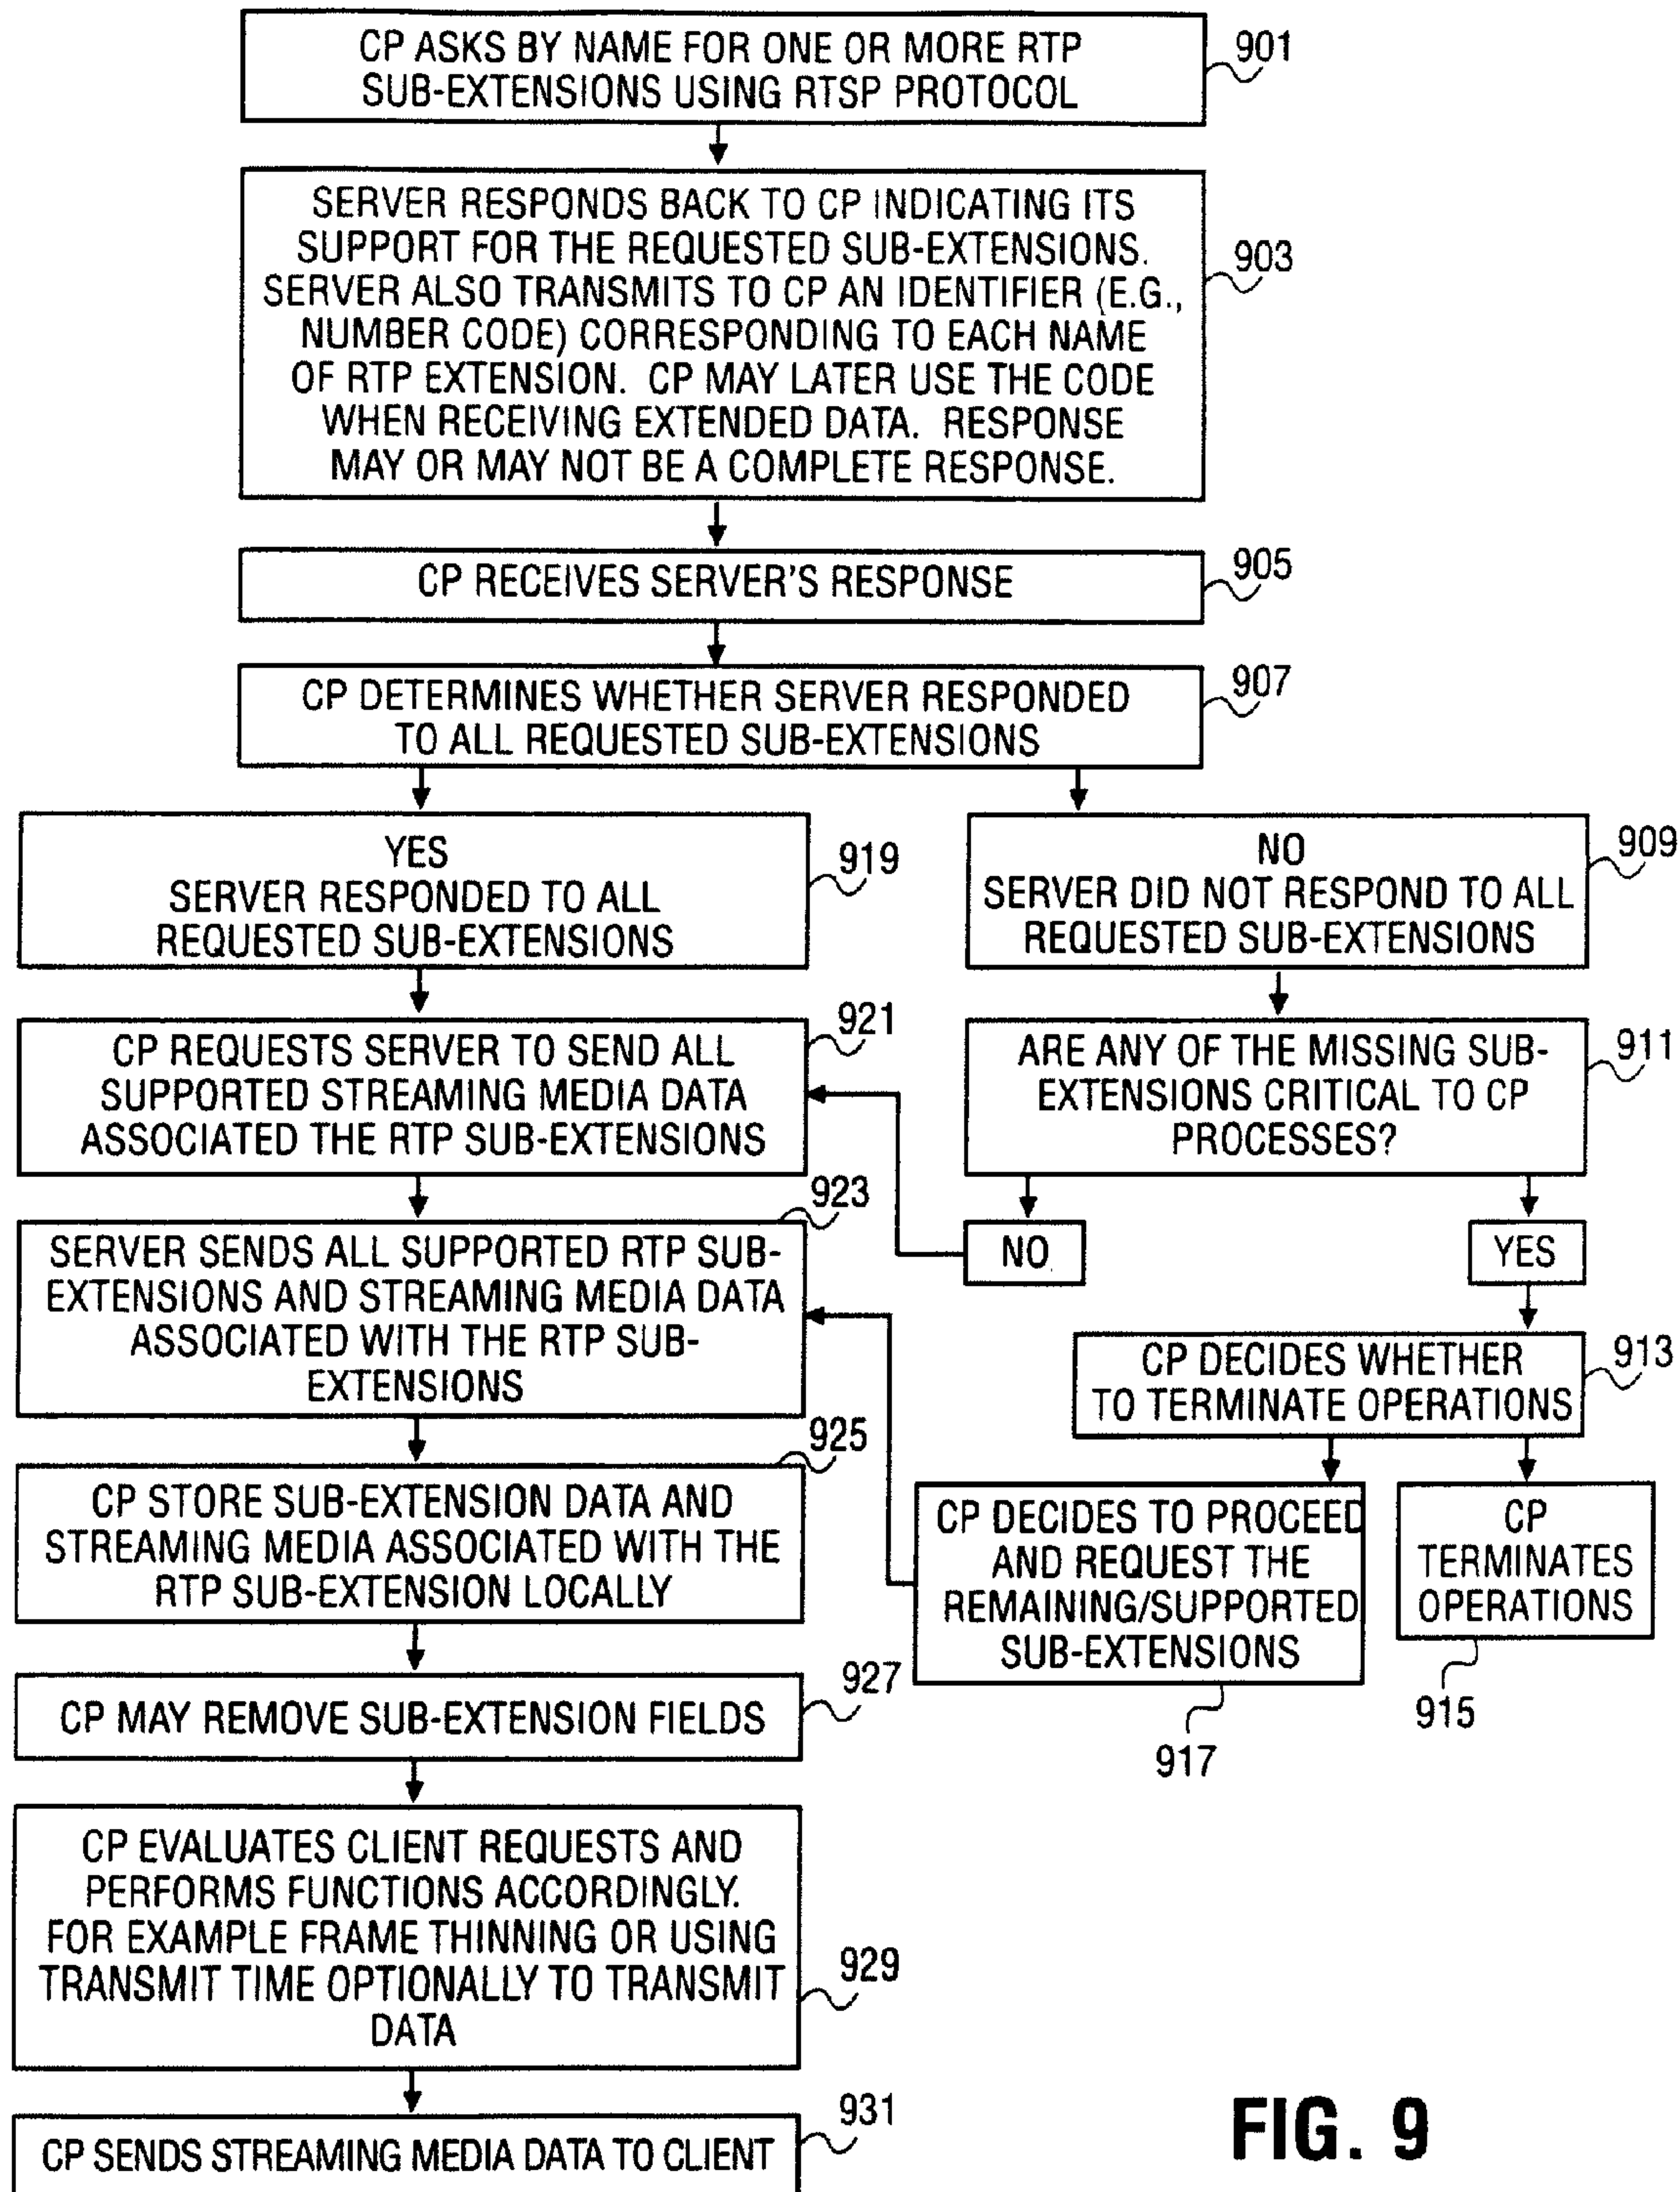 CP ASKS BY NAME FOR ONE OR MORE RTP
SUB-EXTENSIONS USING RTSP PROTOCOL
901
SERVER RESPONDS BACK TO CP INDICATING ITS
SUPPORT FOR THE REQUESTED SUB-EXTENSIONS.
SERVER ALSO TRANSMITS TO CP AN IDENTIFIER (E.G.,
NUMBER CODE) CORRESPONDING TO EACH NAME
OF RTP EXTENSION. CP MAY LATER USE THE CODE
WHEN RECEIVING EXTENDED DATA. RESPONSE
MAY OR MAY NOT BE A COMPLETE RESPONSE.
903
CP RECEIVES SERVER'S RESPONSE
905
CP DETERMINES WHETHER SERVER RESPONDED
TO ALL REQUESTED SUB-EXTENSIONS
907
YES
SERVER RESPONDED TO ALL
REQUESTED SUB-EXTENSIONS
919
NO
SERVER DID NOT RESPOND TO ALL
REQUESTED SUB-EXTENSIONS
909
CP REQUESTS SERVER TO SEND ALL
SUPPORTED STREAMING MEDIA DATA
ASSOCIATED THE RTP SUB-EXTENSIONS
921
ARE ANY OF THE MISSING SUB-
EXTENSIONS CRITICAL TO CP
PROCESSES?
911
NO
YES
SERVER SENDS ALL SUPPORTED RTP SUB-
EXTENSIONS AND STREAMING MEDIA DATA
ASSOCIATED WITH THE RTP SUB-
EXTENSIONS
923
CP DECIDES WHETHER
TO TERMINATE OPERATIONS
913
CP STORE SUB-EXTENSION DATA AND
STREAMING MEDIA ASSOCIATED WITH THE
RTP SUB-EXTENSION LOCALLY
925
CP DECIDES TO PROCEED
AND REQUEST THE
REMAINING/SUPPORTED
SUB-EXTENSIONS
917
CP
TERMINATES
OPERATIONS
915
CP MAY REMOVE SUB-EXTENSION FIELDS
927
CP EVALUATES CLIENT REQUESTS AND
PERFORMS FUNCTIONS ACCORDINGLY.
FOR EXAMPLE FRAME THINNING OR USING
TRANSMIT TIME OPTIONALLY TO TRANSMIT
DATA
929
CP SENDS STREAMING MEDIA DATA TO CLIENT
931
FIG. 9